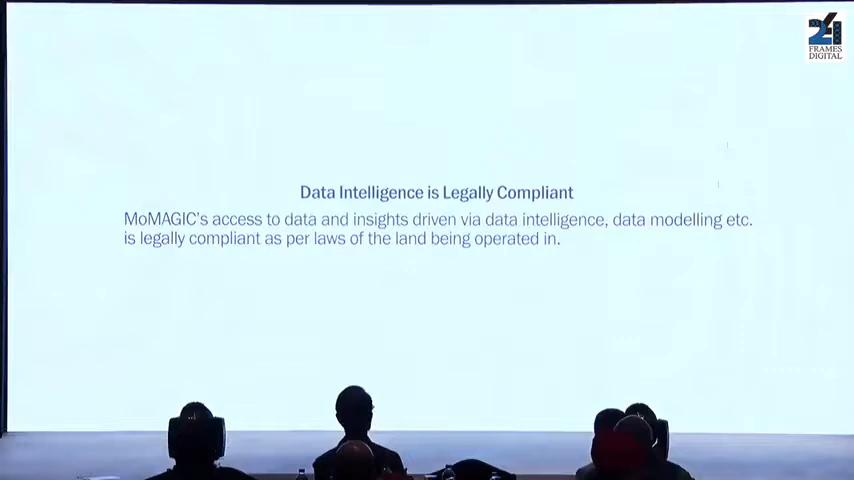 21
FRAMES
DIGITAL
Data Intelligence is Legally Compliant
MoMAGIC's access to data and insights driven via data intelligence, data modelling etc.
is legally compliant as per laws of the land being operated in.